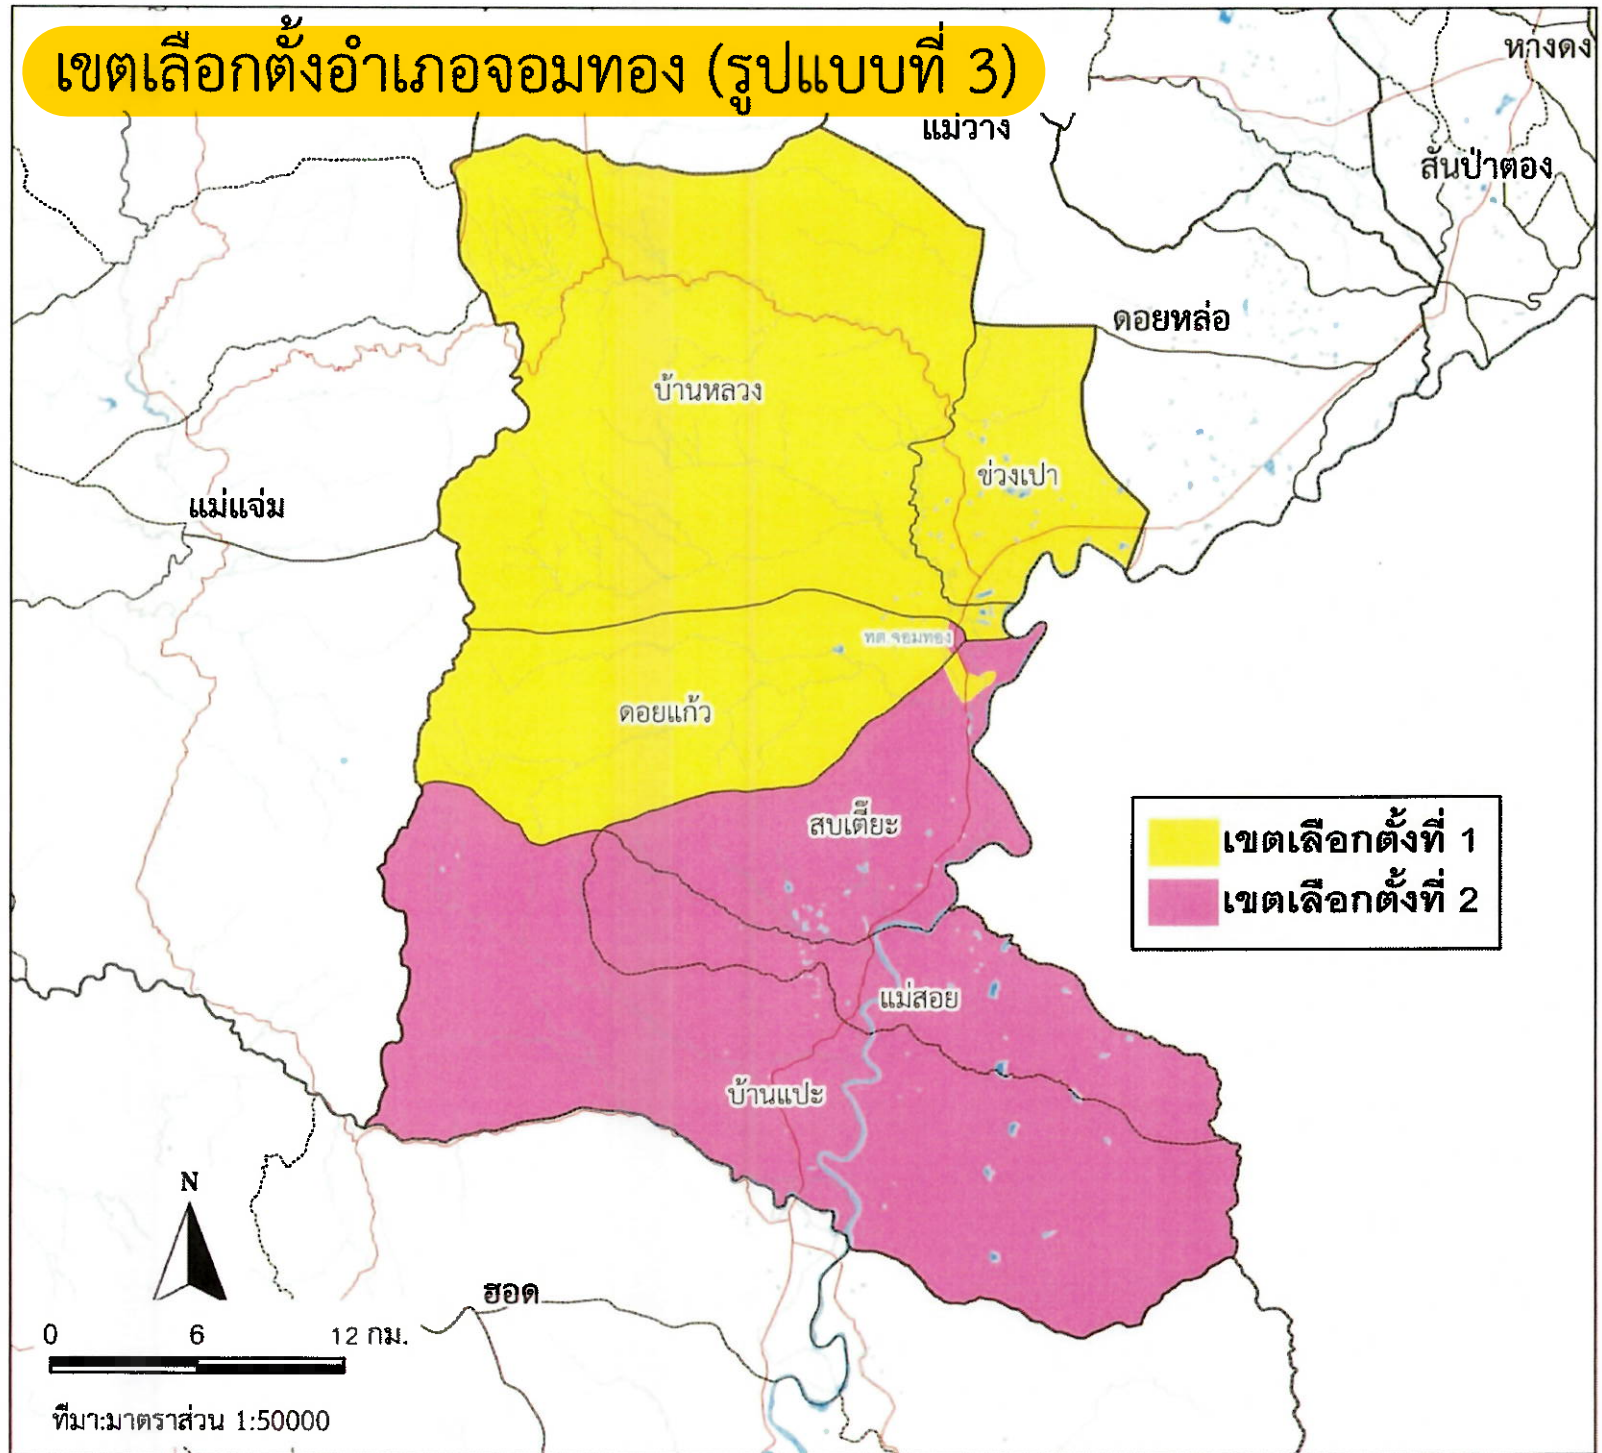 เขตเลือกตั้งอำเภอจอมทอง (รูปแบบที่ 3)
หางดง
แม่วาง
สันป่าตอง
ดอยหล่อ
บ้านหลวง
ข่วงเปา
แม่แจ่ม
ทต.จอมทอง
ดอยแก้ว
สบเตี๊ยะ
เขตเลือกตั้งที่ 1
เขตเลือกตั้งที่ 2
แม่สอย
บ้านแปะ
N
ฮอด
0 6 12 กม.
ที่มา:มาตราส่วน 1:50000